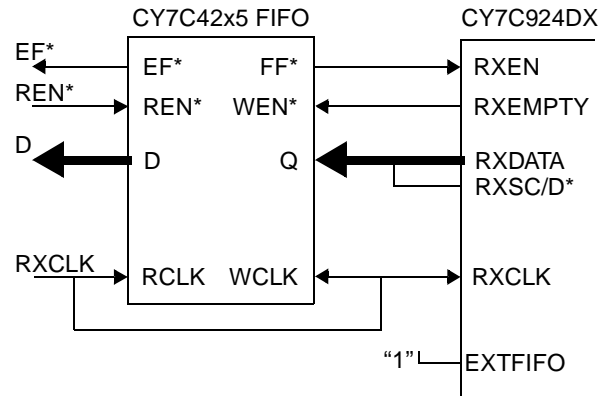 CY7C42x5 FIFO CY7C924DX
EF* EF* FF* RXEN
REN* REN* WEN* RXEMPTY
D D Q RXDATA
RXSC/D*
RXCLK RCLK WCLK RXCLK
“1” EXTFIFO